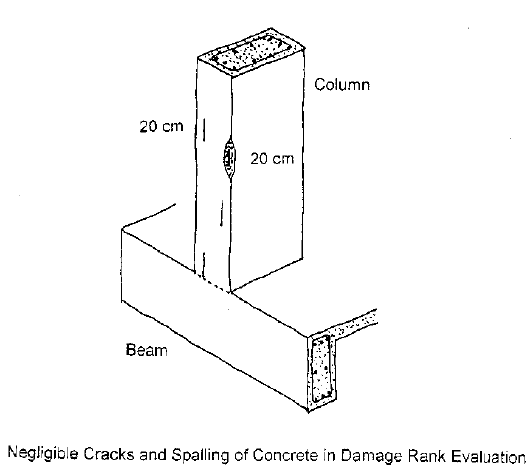 Column
20 cm
20 cm
Beam
Negligible Cracks and Spalling of Concrete in Damage Rank Evaluation